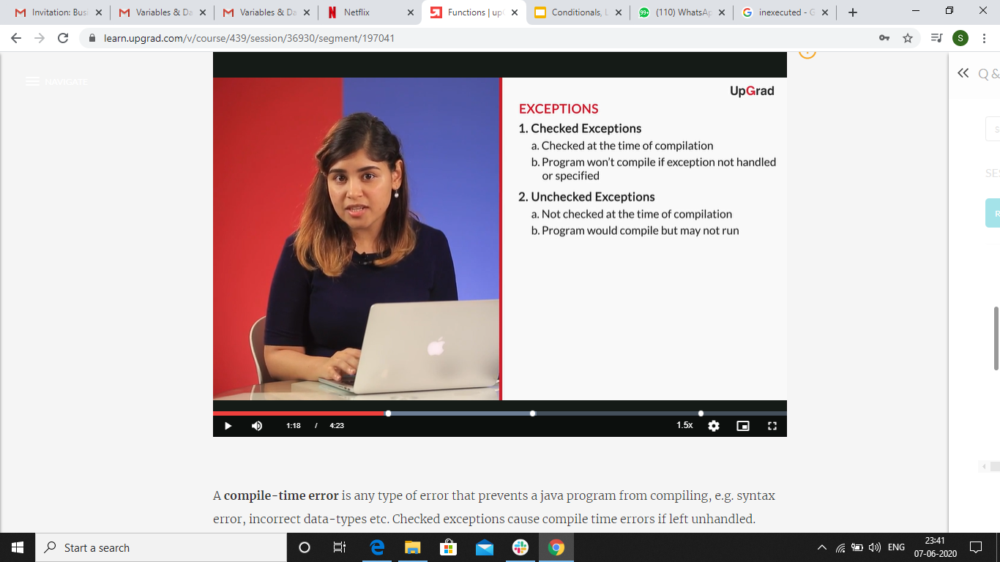 Invitation: Busi
Variables & Da
Variables & Da
Netflix
Functions | up
Conditionals, L
99+
(110) WhatsAp
inexecuted - G
learn.upgrad.com/v/course/439/session/36930/segment/197041
S
NAVIGATE
Q &
UpGrad
EXCEPTIONS
1. Checked Exceptions
a. Checked at the time of compilation
b. Program won't compile if exception not handled
or specified
2. Unchecked Exceptions
a. Not checked at the time of compilation
b. Program would compile but may not run
S
SES
R
1:18 / 4:23
1.5x
A compile-time error is any type of error that prevents a java program from compiling, e.g. syntax
error, incorrect data-types etc. Checked exceptions cause compile time errors if left unhandled.
Start a search
ENG
23:41
07-06-2020